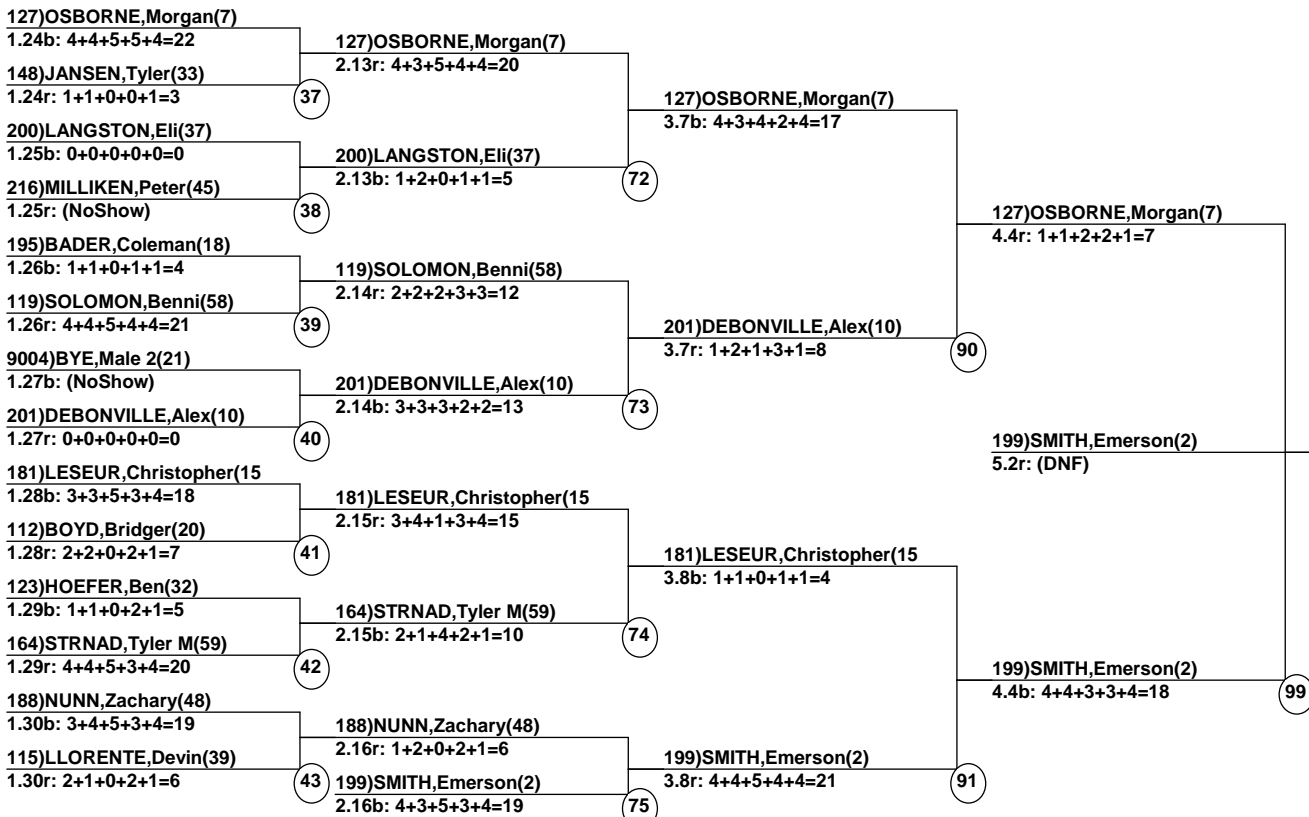 127)OSBORNE,Morgan(7)
1.24b: 4+4+5+5+4=22
148)JANSEN,Tyler(33)
1.24r: 1+1+0+0+1=3
37
200)LANGSTON,Eli(37)
1.25b: 0+0+0+0+0=0
216)MILLIKEN,Peter(45)
1.25r: (NoShow)
38
195)BADER,Coleman(18)
1.26b: 1+1+0+1+1=4
119)SOLOMON,Benni(58)
1.26r: 4+4+5+4+4=21
39
9004)BYE,Male 2(21)
1.27b: (NoShow)
201)DEBONVILLE,Alex(10)
1.27r: 0+0+0+0+0=0
40
181)LESEUR,Christopher(15
1.28b: 3+3+5+3+4=18
112)BOYD,Bridger(20)
1.28r: 2+2+0+2+1=7
41
123)HOEFER,Ben(32)
1.29b: 1+1+0+2+1=5
164)STRNAD,Tyler M(59)
1.29r: 4+4+5+3+4=20
42
188)NUNN,Zachary(48)
1.30b: 3+4+5+3+4=19
115)LLORENTE,Devin(39)
1.30r: 2+1+0+2+1=6
43
127)OSBORNE,Morgan(7)
2.13r: 4+3+5+4+4=20
200)LANGSTON,Eli(37)
2.13b: 1+2+0+1+1=5
72
119)SOLOMON,Benni(58)
2.14r: 2+2+2+3+3=12
201)DEBONVILLE,Alex(10)
2.14b: 3+3+3+2+2=13
73
181)LESEUR,Christopher(15
2.15r: 3+4+1+3+4=15
164)STRNAD,Tyler M(59)
2.15b: 2+1+4+2+1=10
74
188)NUNN,Zachary(48)
2.16r: 1+2+0+2+1=6
199)SMITH,Emerson(2)
2.16b: 4+3+5+3+4=19
75
127)OSBORNE,Morgan(7)
3.7b: 4+3+4+2+4=17
201)DEBONVILLE,Alex(10)
3.7r: 1+2+1+3+1=8
90
181)LESEUR,Christopher(15
3.8b: 1+1+0+1+1=4
199)SMITH,Emerson(2)
3.8r: 4+4+5+4+4=21
91
127)OSBORNE,Morgan(7)
4.4r: 1+1+2+2+1=7
199)SMITH,Emerson(2)
4.4b: 4+4+3+3+4=18
99
199)SMITH,Emerson(2)
5.2r: (DNF)